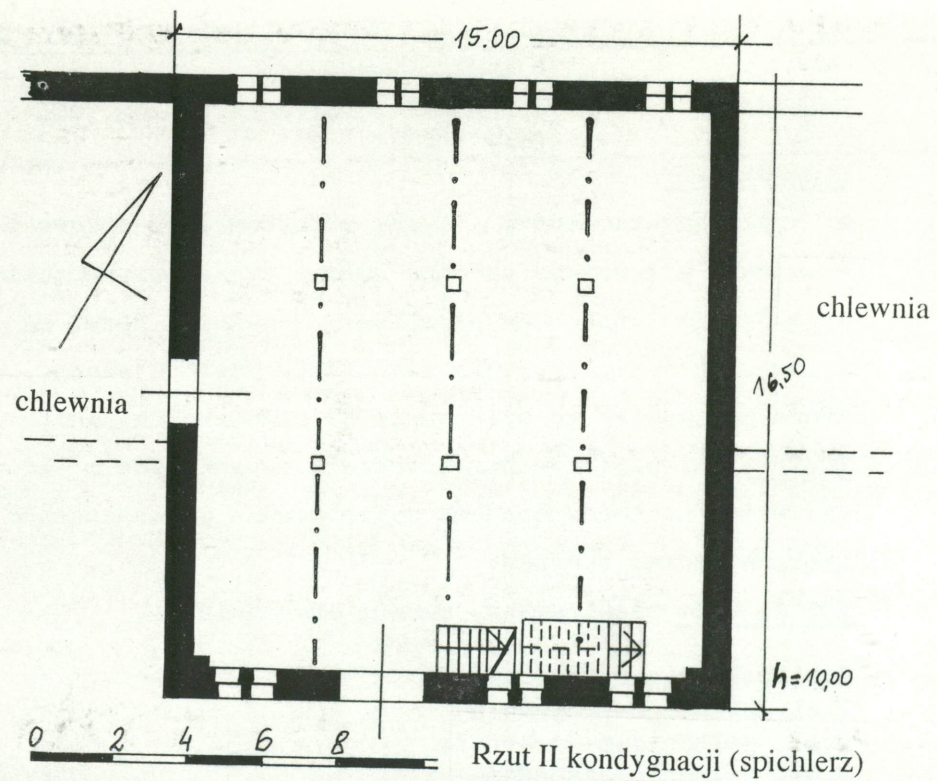 15.00
chlewnia
16,50
chlewnia
h=10,00
0 2 4 6 8
Rzut II kondygnacji (spichlerz)